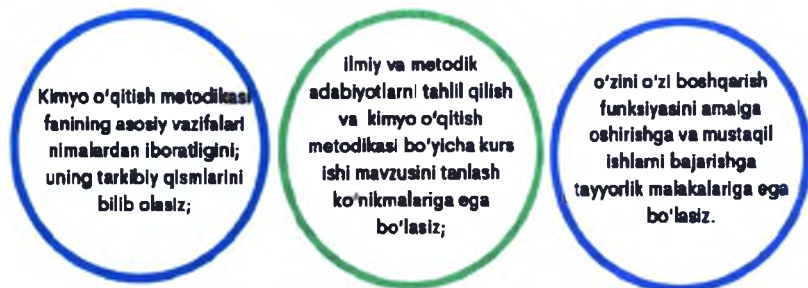 Kimyo o'qitish metodikasi
fanining asosiy vazifalari
nimalardan iboratligini;
uning tarkibiy qismlarini
bilib olasiz;
ilmiy va metodik
adabiyotlarni tahlil qilish
va kimyo o'qitish
metodikasi bo'yicha kurs
ishi mavzusini tanlash
ko'nikmalariga ega
bo'lasiz;
o'zini o'zi boshqarish
funksiyasini amalga
oshirishga va mustaqil
ishlarni bajarishga
tayyorlik malakalariga ega
bo'lasiz.